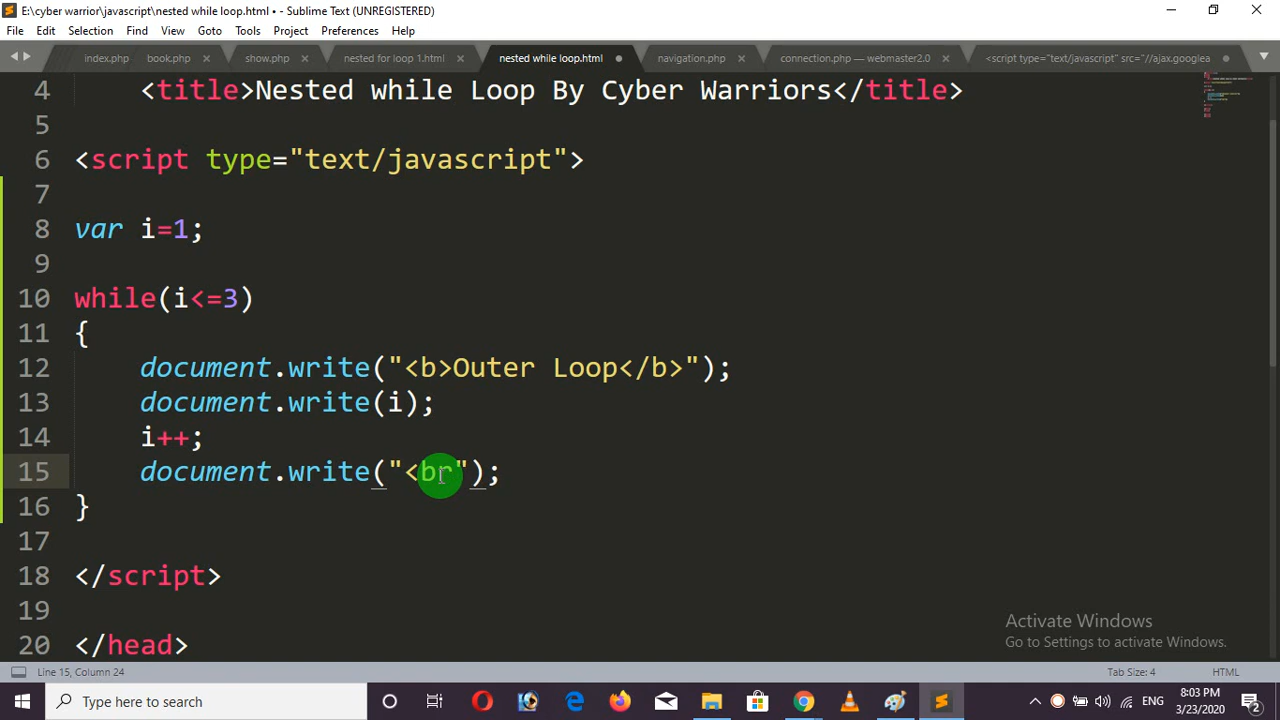 E:\cyber warrior\javascript\nested while loop.html • - Sublime Text (UNREGISTERED)
File Edit Selection Find View Goto Tools Project Preferences Help
index.php book.php show.php nested for loop 1.html nested while loop.html navigation.php connection.php — webmaster2.0 <script type="text/javascript" src="//ajax.googlea
4 <title>Nested while Loop By Cyber Warriors</title>
5
6 <script type="text/javascript">
7
8 var i=1;
9
10 while(i<=3)
11 {
12 document.write("<b>Outer Loop</b>");
13 document.write(i);
14 i++;
15 document.write("<br");
16 }
17
18 </script>
19
20 </head>
Activate Windows
Go to Settings to activate Windows.
Line 15, Column 24 Tab Size: 4 HTML
Type here to search ENG 8:03 PM
3/23/2020 2